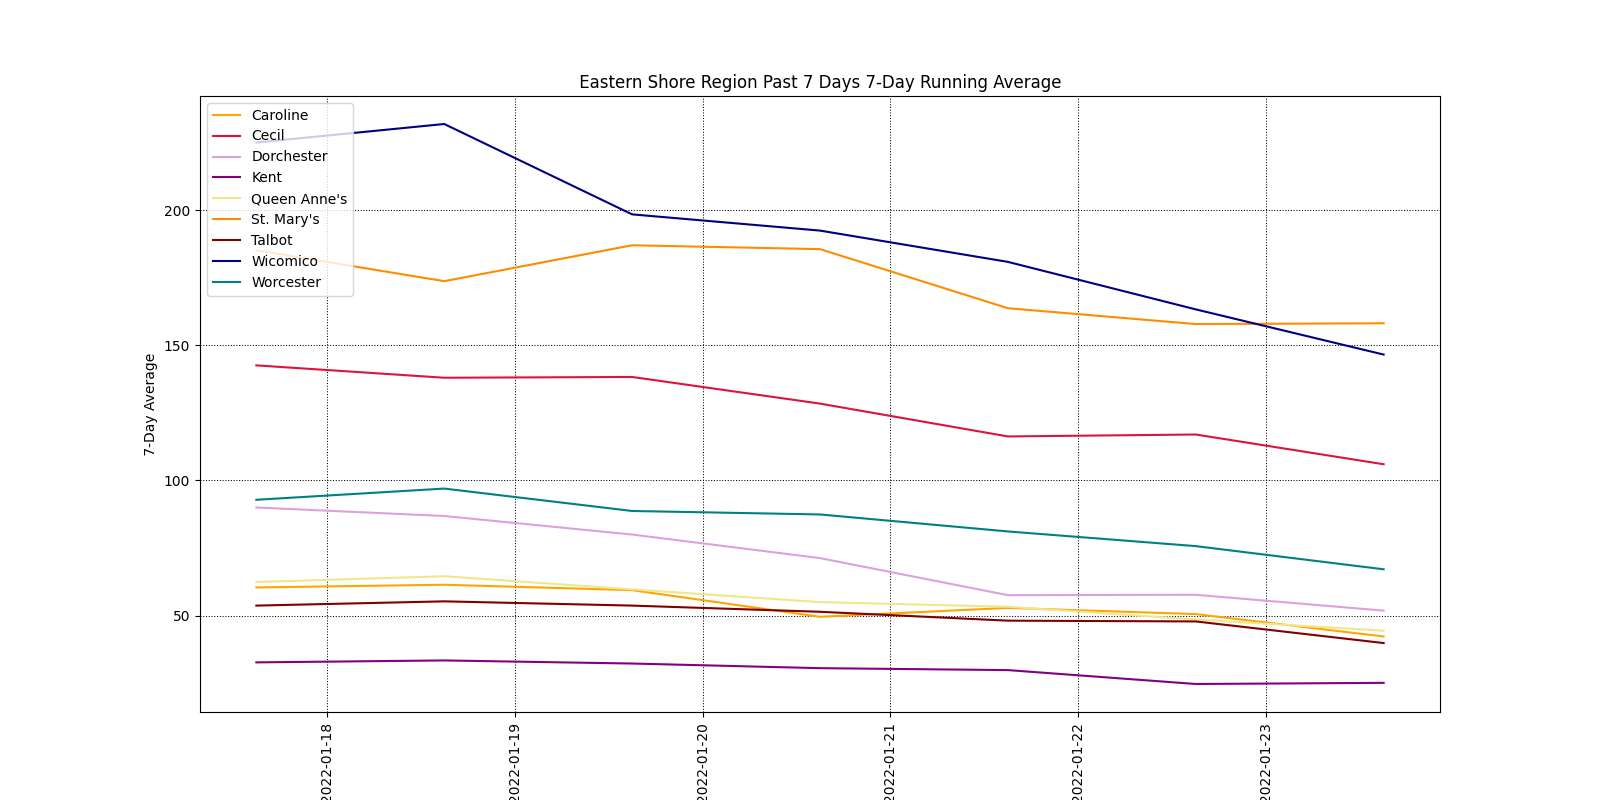 Eastern Shore Region Past 7 Days 7-Day Running Average
Caroline
Cecil
Dorchester
Kent
Queen Anne's
St. Mary's
Talbot
Wicomico
Worcester
200
150
100
50
7-Day Average
2022-01-18
2022-01-19
2022-01-20
2022-01-21
2022-01-22
2022-01-23